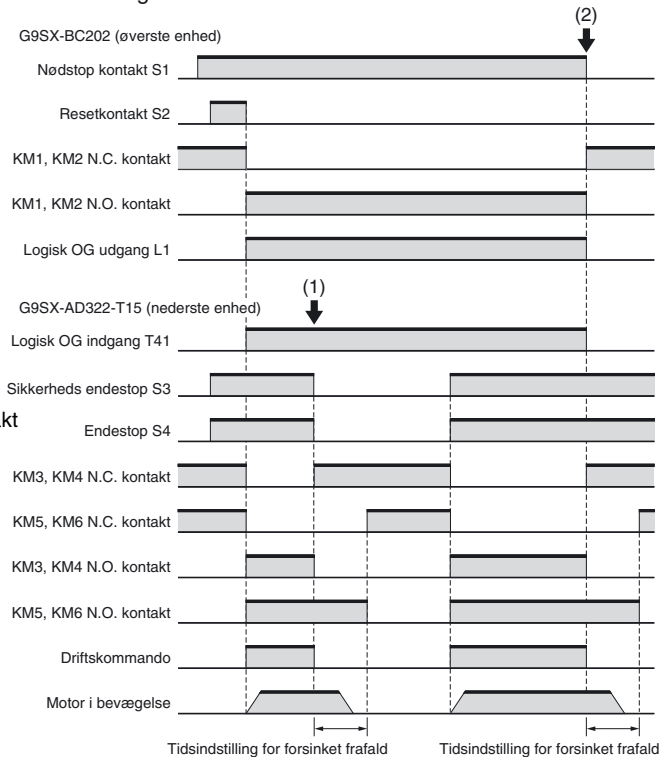 (2)
G9SX-BC202 (øverste enhed)
Nødstop kontakt S1
Resetkontakt S2
KM1, KM2 N.C. kontakt
KM1, KM2 N.O. kontakt
Logisk OG udgang L1
(1)
G9SX-AD322-T15 (nederste enhed)
Logisk OG indgang T41
Sikkerheds endestop S3
akt
Endestop S4
KM3, KM4 N.C. kontakt
KM5, KM6 N.C. kontakt
KM3, KM4 N.O. kontakt
KM5, KM6 N.O. kontakt
Driftskommando
Motor i bevægelse
Tidsindstilling for forsinket frafald Tidsindstilling for forsinket frafald